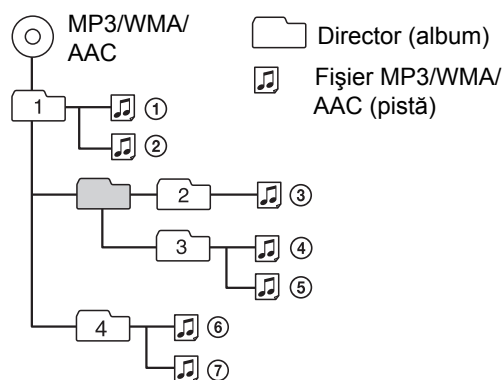 MP3/WMA/
AAC
Director (album)
Fişier MP3/WMA/
AAC (pistă)
1
①
②
2
③
3
④
⑤
4
⑥
⑦